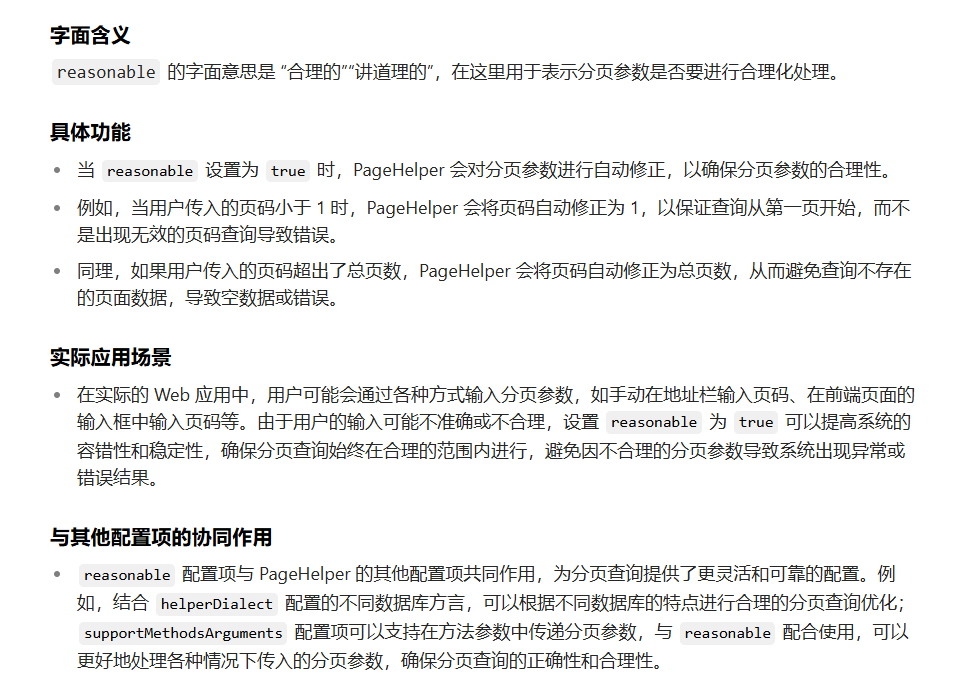 字面含义
reasonable 的字面意思是 “合理的”“讲道理的”，在这里用于表示分页参数是否要进行合理化处理。
具体功能
• 当 reasonable 设置为 true 时，PageHelper 会对分页参数进行自动修正，以确保分页参数的合理性。
• 例如，当用户传入的页码小于 1 时，PageHelper 会将页码自动修正为 1，以保证查询从第一页开始，而不
是出现无效的页码查询导致错误。
• 同理，如果用户传入的页码超出了总页数，PageHelper 会将页码自动修正为总页数，从而避免查询不存在
的页面数据，导致空数据或错误。
实际应用场景
• 在实际的 Web 应用中，用户可能会通过各种方式输入分页参数，如手动在地址栏输入页码、在前端页面的
输入框中输入页码等。由于用户的输入可能不准确或不合理，设置 reasonable 为 true 可以提高系统的
容错性和稳定性，确保分页查询始终在合理的范围内进行，避免因不合理的分页参数导致系统出现异常或
错误结果。
与其他配置项的协同作用
• reasonable 配置项与 PageHelper 的其他配置项共同作用，为分页查询提供了更灵活和可靠的配置。例
如，结合 helperDialect 配置的不同数据库方言，可以根据不同数据库的特点进行合理的分页查询优化；
supportMethodsArguments 配置项可以支持在方法参数中传递分页参数，与 reasonable 配合使用，可以
更好地处理各种情况下传入的分页参数，确保分页查询的正确性和合理性。